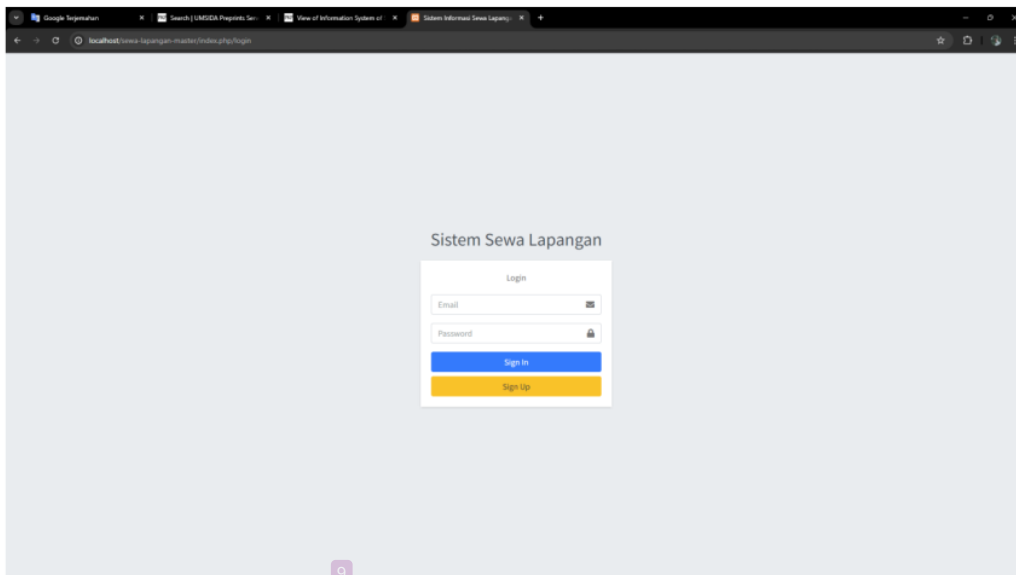 Google Terjemahan
Search | UMSIDA Preprints Serv
View of Information System of
Sistem Informasi Sewa Lapang
localhost/sewa-lapangan-master/index.php/login
Sistem Sewa Lapangan
Login
Email
Password
Sign In
Sign Up